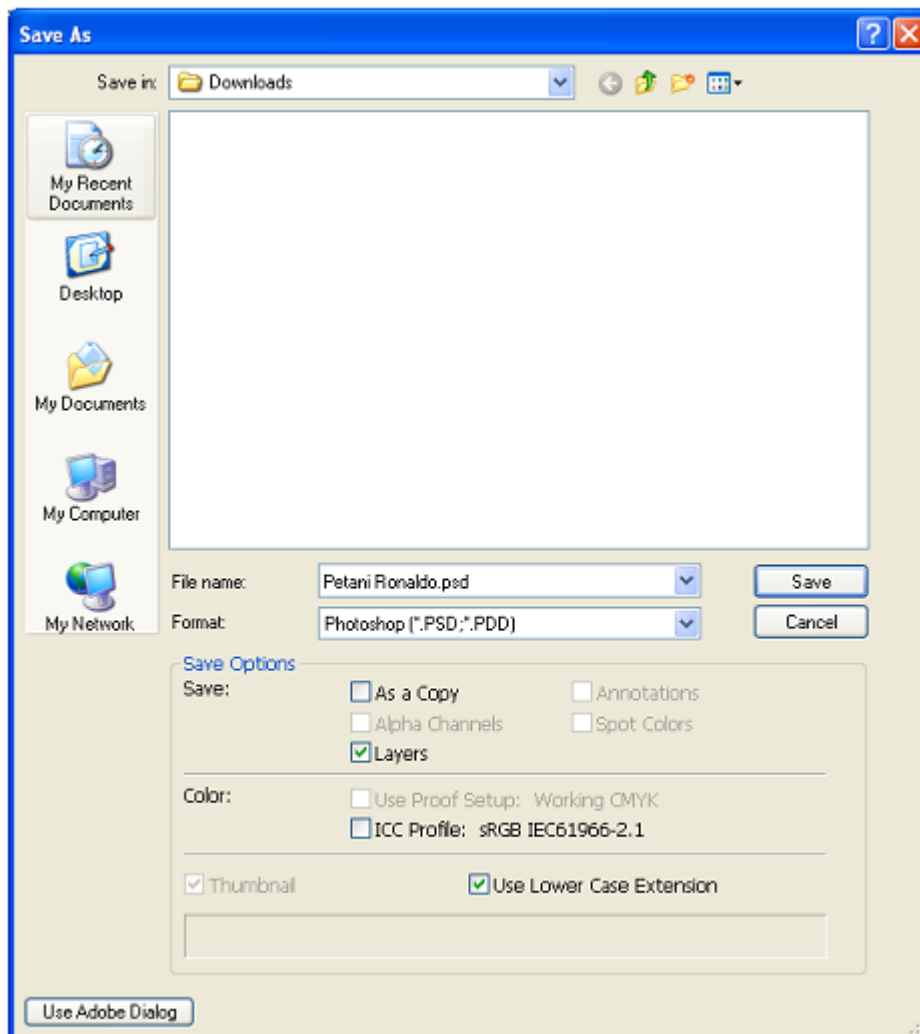 Save As
Save in: Downloads
My Recent
Documents
Desktop
My Documents
My Computer
My Network
File name: Petani Ronaldo.psd Save
Format: Photoshop (*.PSD;*.PDD) Cancel
Save Options
Save: As a Copy Annotations
Alpha Channels Spot Colors
Layers
Color: Use Proof Setup: Working CMYK
ICC Profile: sRGB IEC61966-2.1
Thumbnail Use Lower Case Extension
Use Adobe Dialog